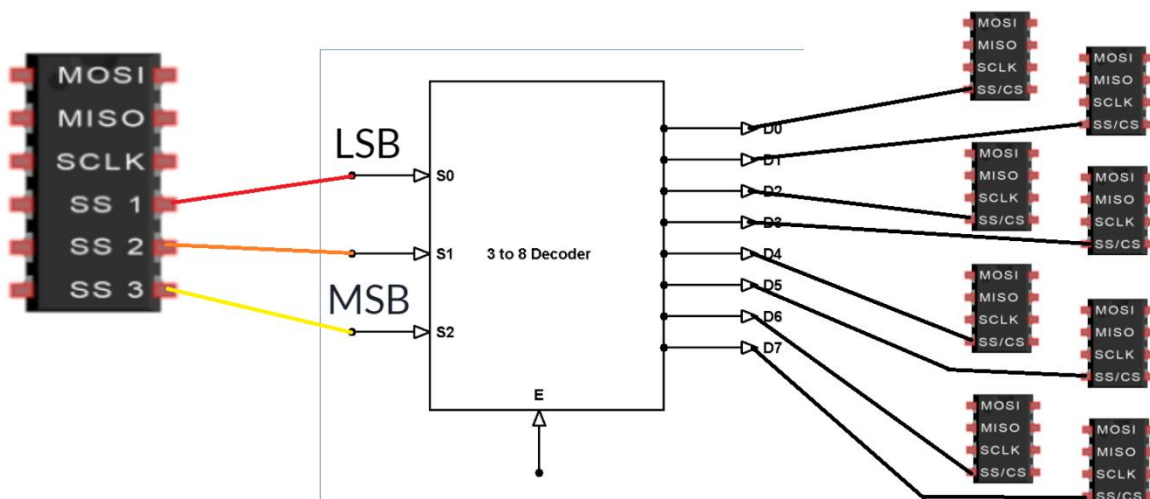 MOSI
MISO
SCLK
SS 1
SS 2
SS 3
LSB
MSB
S0
S1
S2
3 to 8 Decoder
E
D0
D1
D2
D3
D4
D5
D6
D7
MOSI
MISO
SCLK
SS/CS
MOSI
MISO
SCLK
SS/CS
MOSI
MISO
SCLK
SS/CS
MOSI
MISO
SCLK
SS/CS
MOSI
MISO
SCLK
SS/CS
MOSI
MISO
SCLK
SS/CS
MOSI
MISO
SCLK
SS/CS
MOSI
MISO
SCLK
SS/CS